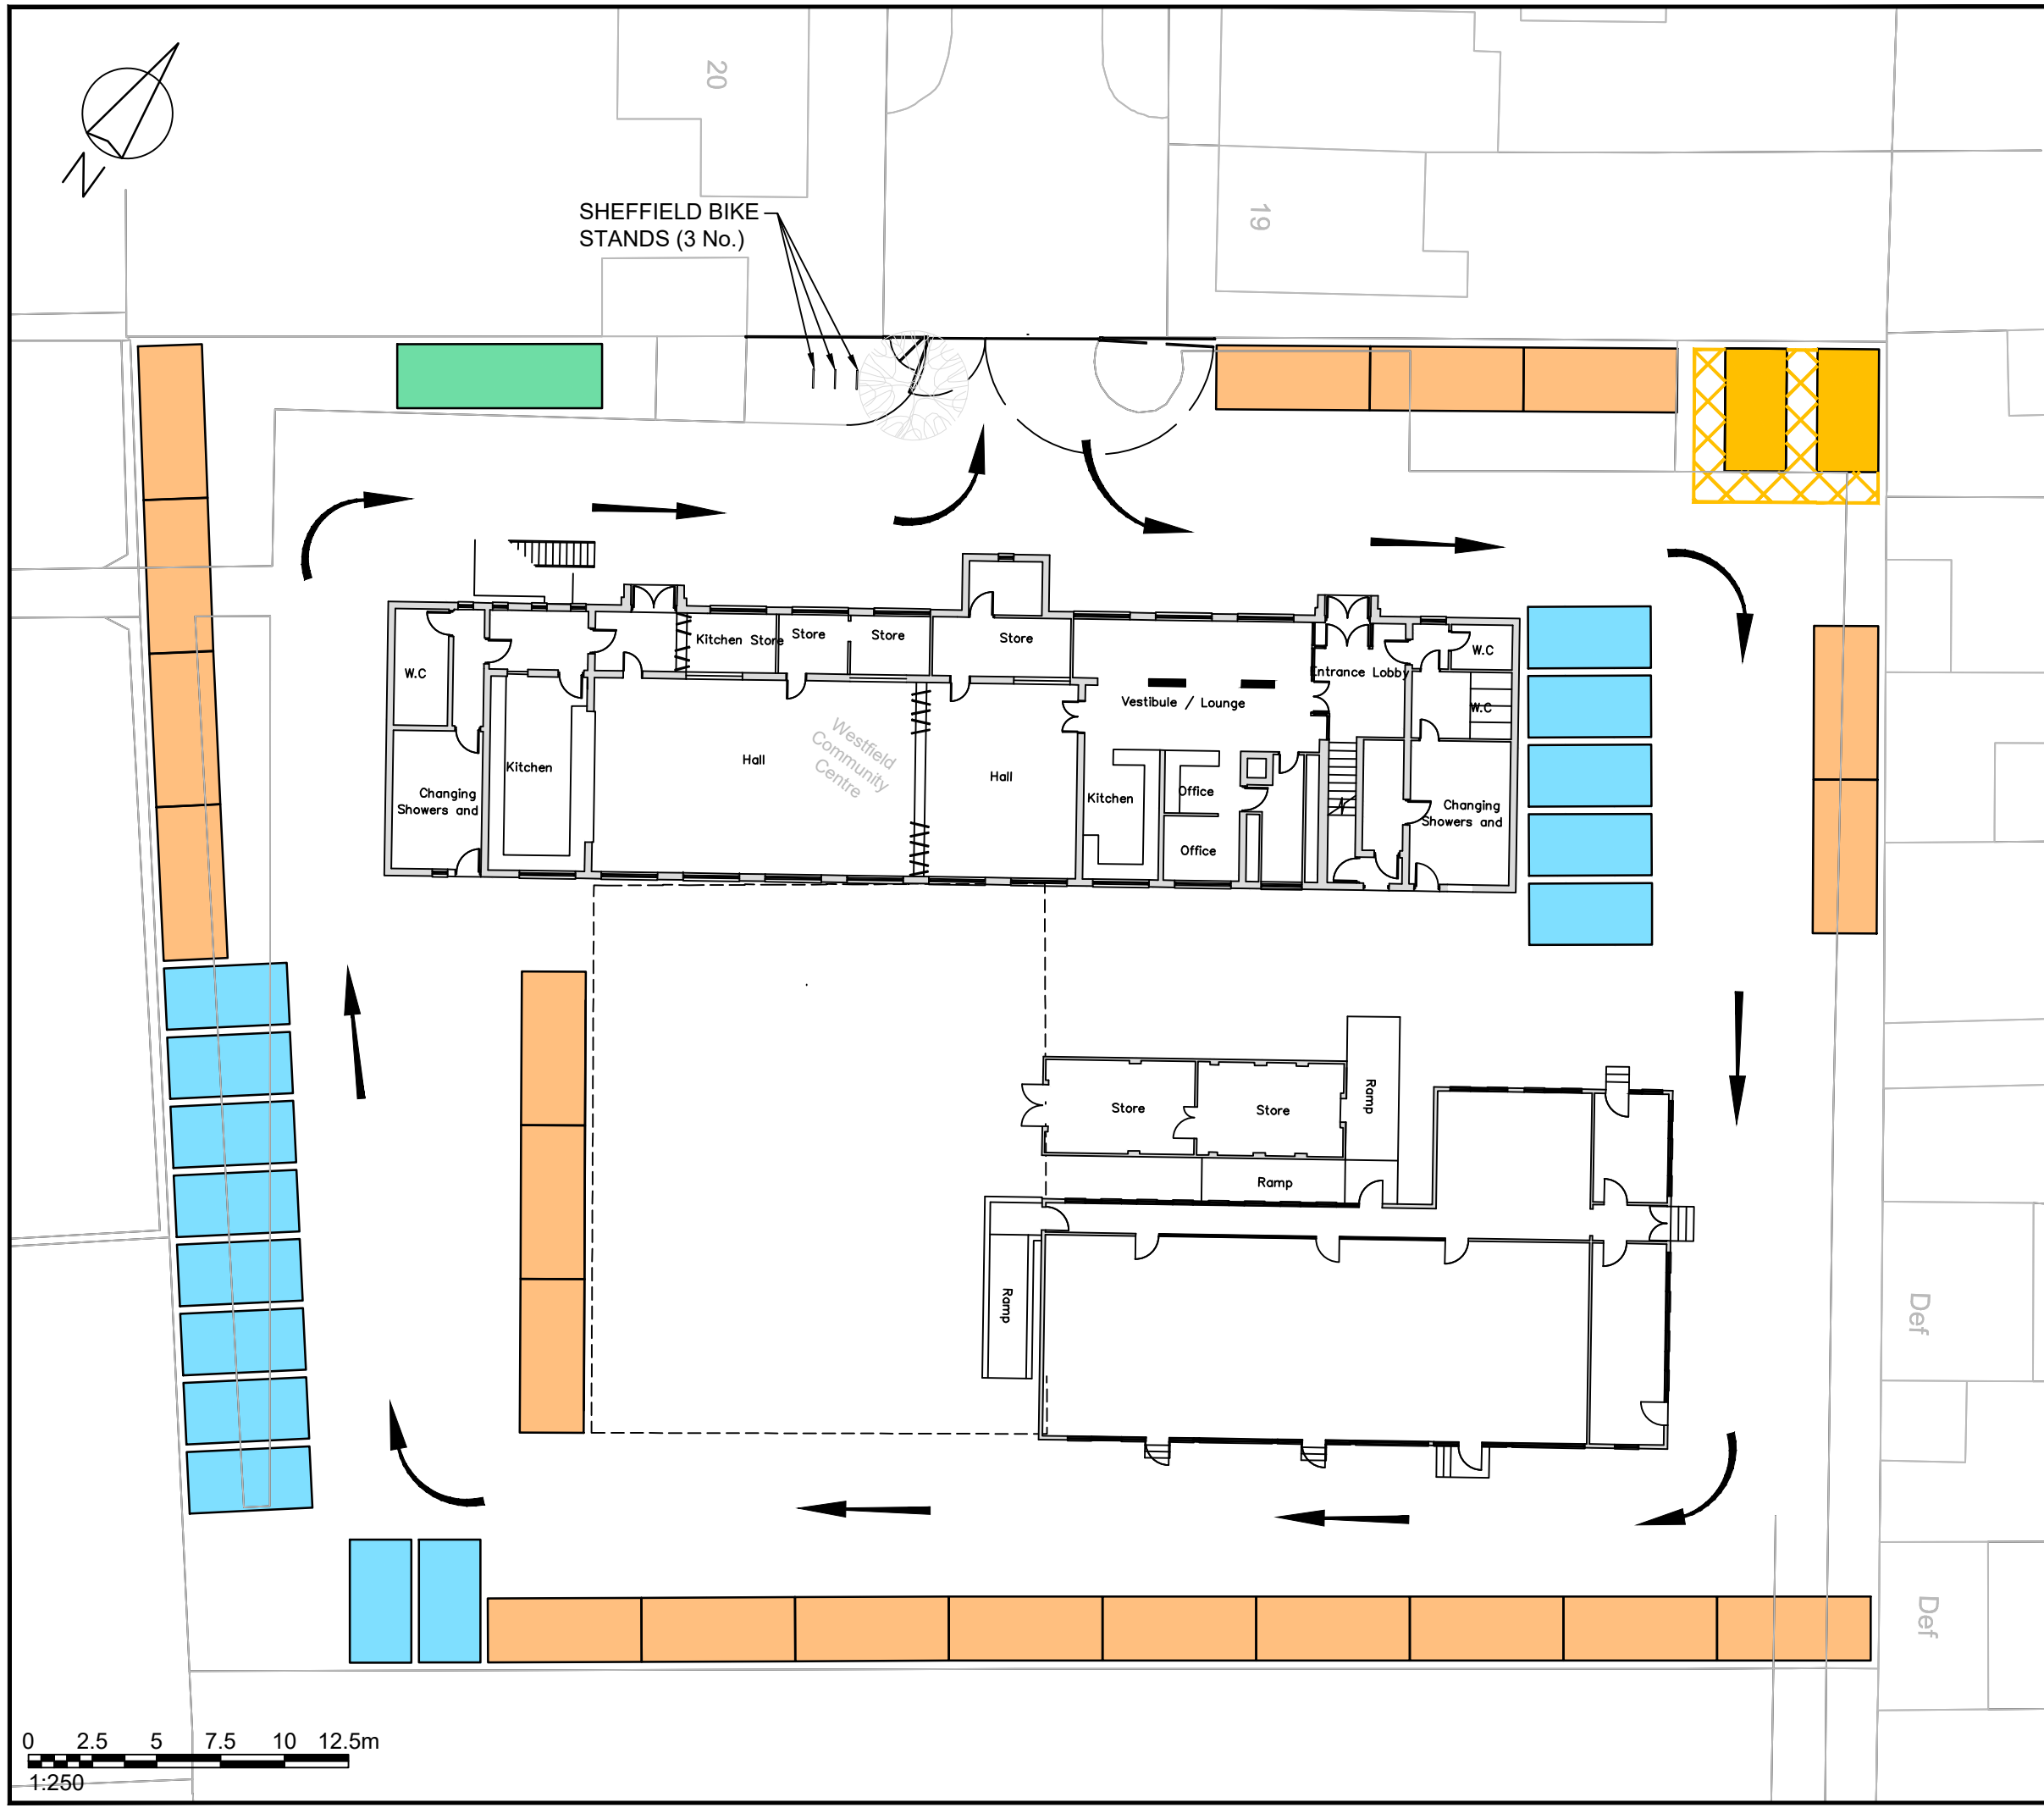 20
19
N
SHEFFIELD BIKE
STANDS (3 No.)
Kitchen Store
Store
Store
Store
W.C
W.C
Entrance Lobby
W.C
Vestibule / Lounge
Westfield
Community
Centre
Hall
Hall
Kitchen
Changing
Showers and
Kitchen
Office
Office
Changing
Showers and
Store
Store
Ramp
Ramp
Ramp
Def
Def
0 2.5 5 7.5 10 12.5m
1:250